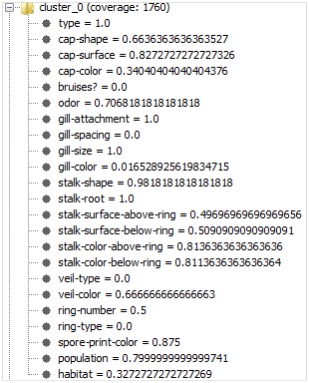 cluster_0 (coverage: 1760)
type = 1.0
cap-shape = 0.6636363636363527
cap-surface = 0.8272727272727326
cap-color = 0.34040404040404376
bruises? = 0.0
odor = 0.7068181818181818
gill-attachment = 1.0
gill-spacing = 0.0
gill-size = 1.0
gill-color = 0.016528925619834715
stalk-shape = 0.9818181818181818
stalk-root = 1.0
stalk-surface-above-ring = 0.49696969696969656
stalk-surface-below-ring = 0.5090909090909091
stalk-color-above-ring = 0.8136363636363636
stalk-color-below-ring = 0.8113636363636364
veil-type = 0.0
veil-color = 0.666666666666663
ring-number = 0.5
ring-type = 0.0
spore-print-color = 0.875
population = 0.7999999999999741
habitat = 0.3272727272727269